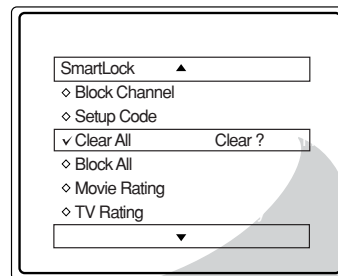 SmartLock ▲
◇ Block Channel
◇ Setup Code
✓ Clear All Clear ?
◇ Block All
◇ Movie Rating
◇ TV Rating
▼